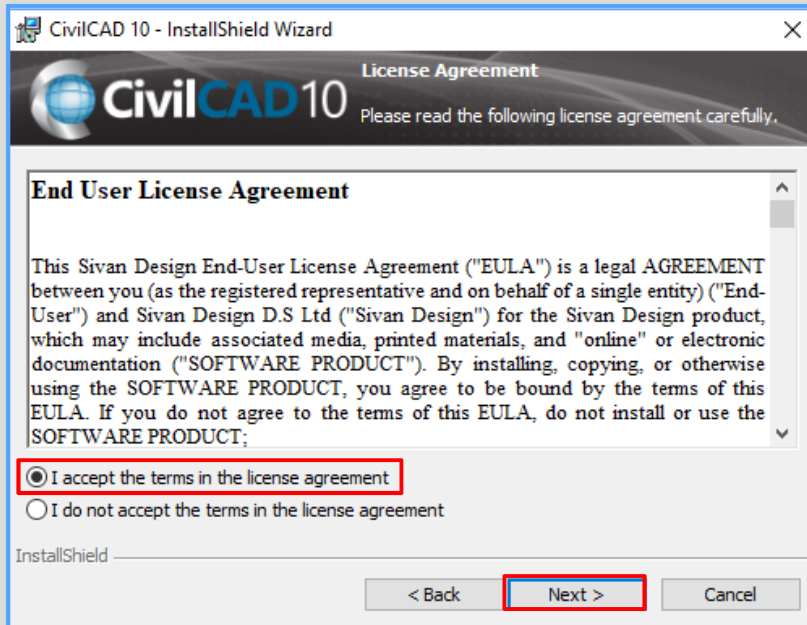 CivilCAD 10 - InstallShield Wizard
CivilCAD10
License Agreement
Please read the following license agreement carefully.
End User License Agreement
This Sivan Design End-User License Agreement ("EULA") is a legal AGREEMENT
between you (as the registered representative and on behalf of a single entity) ("End-
User") and Sivan Design D.S Ltd ("Sivan Design") for the Sivan Design product,
which may include associated media, printed materials, and "online" or electronic
documentation ("SOFTWARE PRODUCT"). By installing, copying, or otherwise
using the SOFTWARE PRODUCT, you agree to be bound by the terms of this
EULA. If you do not agree to the terms of this EULA, do not install or use the
SOFTWARE PRODUCT;
I accept the terms in the license agreement
I do not accept the terms in the license agreement
InstallShield
< Back Next > Cancel